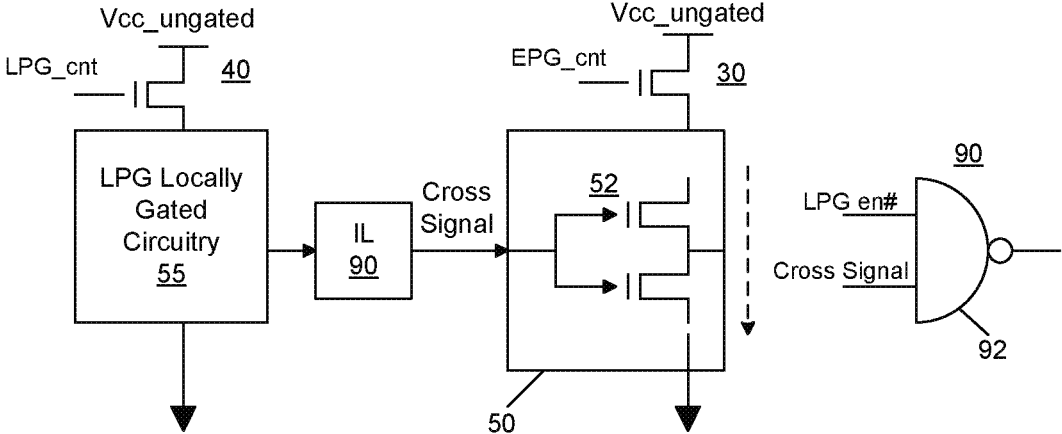 Vcc_ungated
LPG_cnt
40
LPG Locally
Gated
Circuitry
55
IL
90
Cross
Signal
Vcc_ungated
EPG_cnt
30
52
50
90
LPG en#
Cross Signal
92